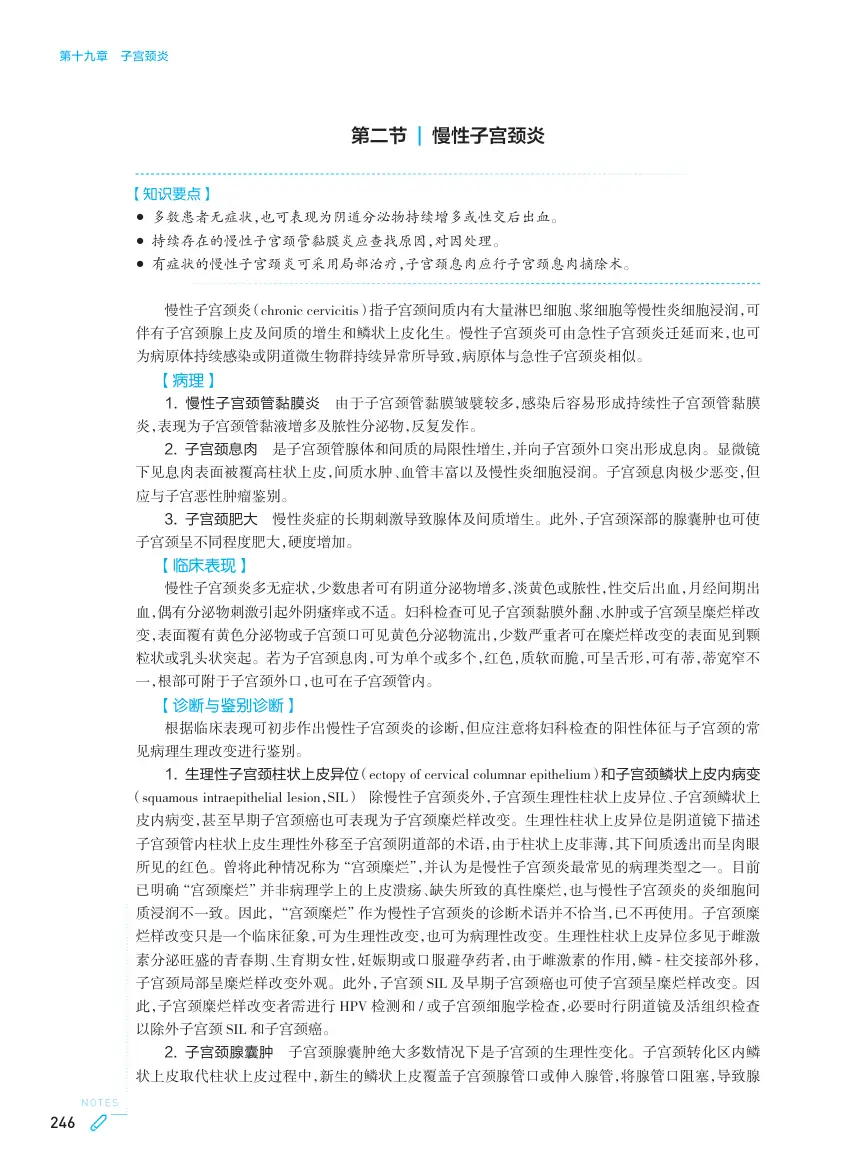 第十九章 子宫颈炎
第二节 | 慢性子宫颈炎
【知识要点】
● 多数患者无症状,也可表现为阴道分泌物持续增多或性交后出血。
● 持续存在的慢性子宫颈管黏膜炎应查找原因,对因处理。
● 有症状的慢性子宫颈炎可采用局部治疗,子宫颈息肉应行子宫颈息肉摘除术。
慢性子宫颈炎(chronic cervicitis)指子宫颈间质内有大量淋巴细胞、浆细胞等慢性炎细胞浸润,可
伴有子宫颈腺上皮及间质的增生和鳞状上皮化生。慢性子宫颈炎可由急性子宫颈炎迁延而来,也可
为病原体持续感染或阴道微生物群持续异常所导致,病原体与急性子宫颈炎相似。
【病理】
1. 慢性子宫颈管黏膜炎 由于子宫颈管黏膜皱襞较多,感染后容易形成持续性子宫颈管黏膜
炎,表现为子宫颈管黏液增多及脓性分泌物,反复发作。
2. 子宫颈息肉 是子宫颈管腺体和间质的局限性增生,并向子宫颈外口突出形成息肉。显微镜
下见息肉表面被覆高柱状上皮,间质水肿、血管丰富以及慢性炎细胞浸润。子宫颈息肉极少恶变,但
应与子宫恶性肿瘤鉴别。
3. 子宫颈肥大 慢性炎症的长期刺激导致腺体及间质增生。此外,子宫颈深部的腺囊肿也可使
子宫颈呈不同程度肥大,硬度增加。
【临床表现】
慢性子宫颈炎多无症状,少数患者可有阴道分泌物增多,淡黄色或脓性,性交后出血,月经间期出
血,偶有分泌物刺激引起外阴瘙痒或不适。妇科检查可见子宫颈黏膜外翻、水肿或子宫颈呈糜烂样改
变,表面覆有黄色分泌物或子宫颈口可见黄色分泌物流出,少数严重者可在糜烂样改变的表面见到颗
粒状或乳头状突起。若为子宫颈息肉,可为单个或多个,红色,质软而脆,可呈舌形,可有蒂,蒂宽窄不
一,根部可附于子宫颈外口,也可在子宫颈管内。
【诊断与鉴别诊断】
根据临床表现可初步作出慢性子宫颈炎的诊断,但应注意将妇科检查的阳性体征与子宫颈的常
见病理生理改变进行鉴别。
1. 生理性子宫颈柱状上皮异位(ectopy of cervical columnar epithelium)和子宫颈鳞状上皮内病变
(squamous intraepithelial lesion,SIL) 除慢性子宫颈炎外,子宫颈生理性柱状上皮异位、子宫颈鳞状上
皮内病变,甚至早期子宫颈癌也可表现为子宫颈糜烂样改变。生理性柱状上皮异位是阴道镜下描述
子宫颈管内柱状上皮生理性外移至子宫颈阴道部的术语,由于柱状上皮菲薄,其下间质透出而呈肉眼
所见的红色。曾将此种情况称为“宫颈糜烂”,并认为是慢性子宫颈炎最常见的病理类型之一。目前
已明确“宫颈糜烂”并非病理学上的上皮溃疡、缺失所致的真性糜烂,也与慢性子宫颈炎的炎细胞间
质浸润不一致。因此,“宫颈糜烂”作为慢性子宫颈炎的诊断术语并不恰当,已不再使用。子宫颈糜
烂样改变只是一个临床征象,可为生理性改变,也可为病理性改变。生理性柱状上皮异位多见于雌激
素分泌旺盛的青春期、生育期女性,妊娠期或口服避孕药者,由于雌激素的作用,鳞-柱交接部外移,
子宫颈局部呈糜烂样改变外观。此外,子宫颈 SIL 及早期子宫颈癌也可使子宫颈呈糜烂样改变。因
此,子宫颈糜烂样改变者需进行 HPV 检测和/或子宫颈细胞学检查,必要时行阴道镜及活组织检查
以除外子宫颈 SIL 和子宫颈癌。
2. 子宫颈腺囊肿 子宫颈腺囊肿绝大多数情况下是子宫颈的生理性变化。子宫颈转化区内鳞
状上皮取代柱状上皮过程中,新生的鳞状上皮覆盖子宫颈腺管口或伸入腺管,将腺管口阻塞,导致腺
NOTES
246